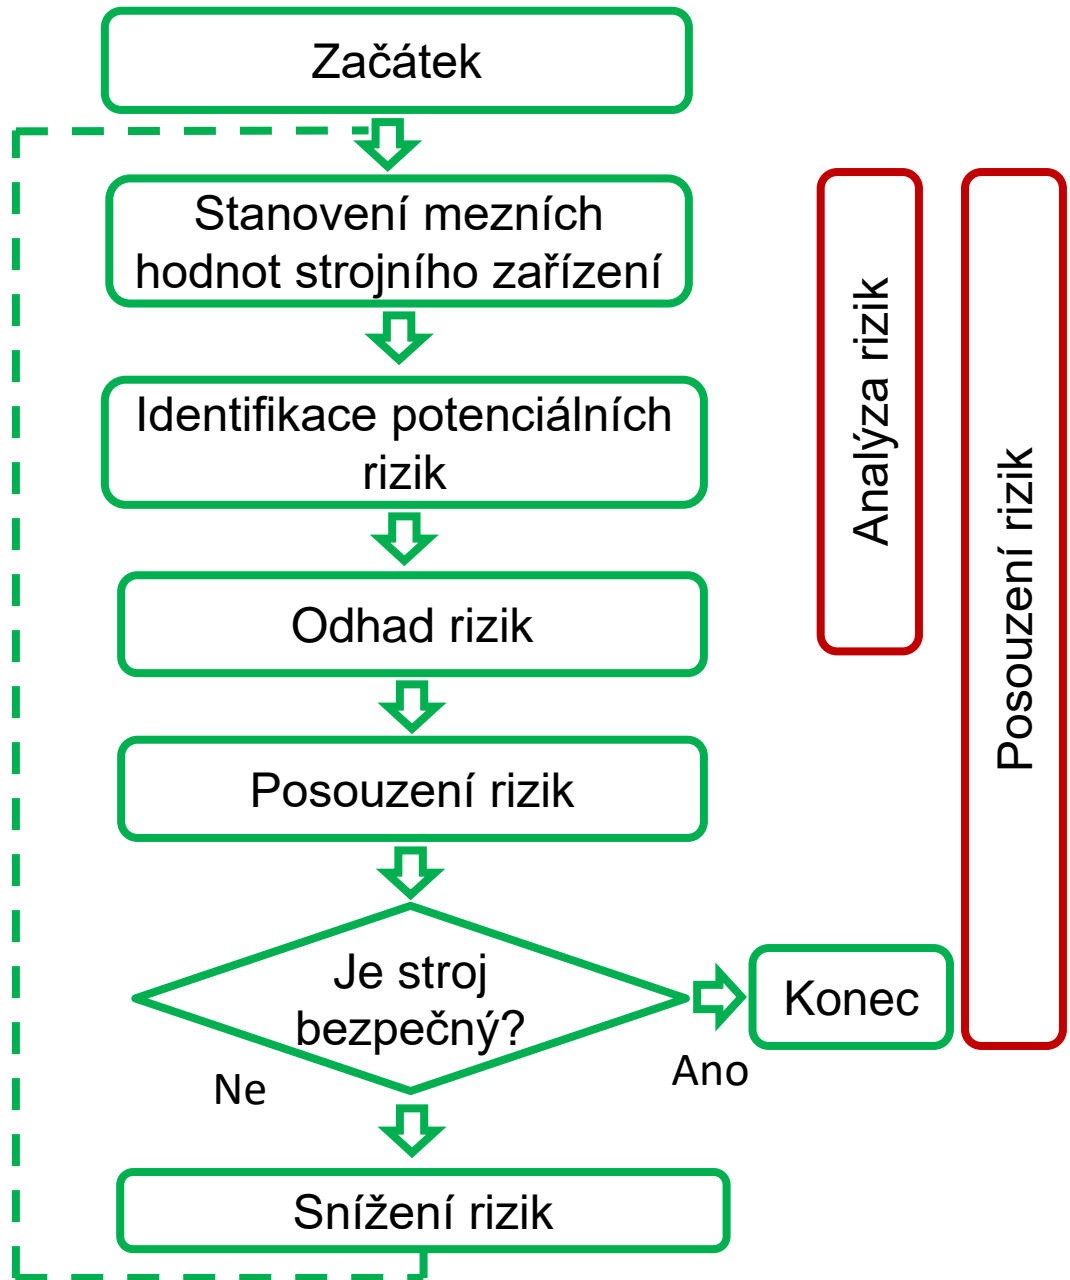 Začátek
Stanovení mezních
hodnot strojního zařízení
Identifikace potenciálních
rizik
Odhad rizik
Posouzení rizik
Je stroj
bezpečný?
Ne
Ano
Konec
Snížení rizik
Analýza rizik
Posouzení rizik